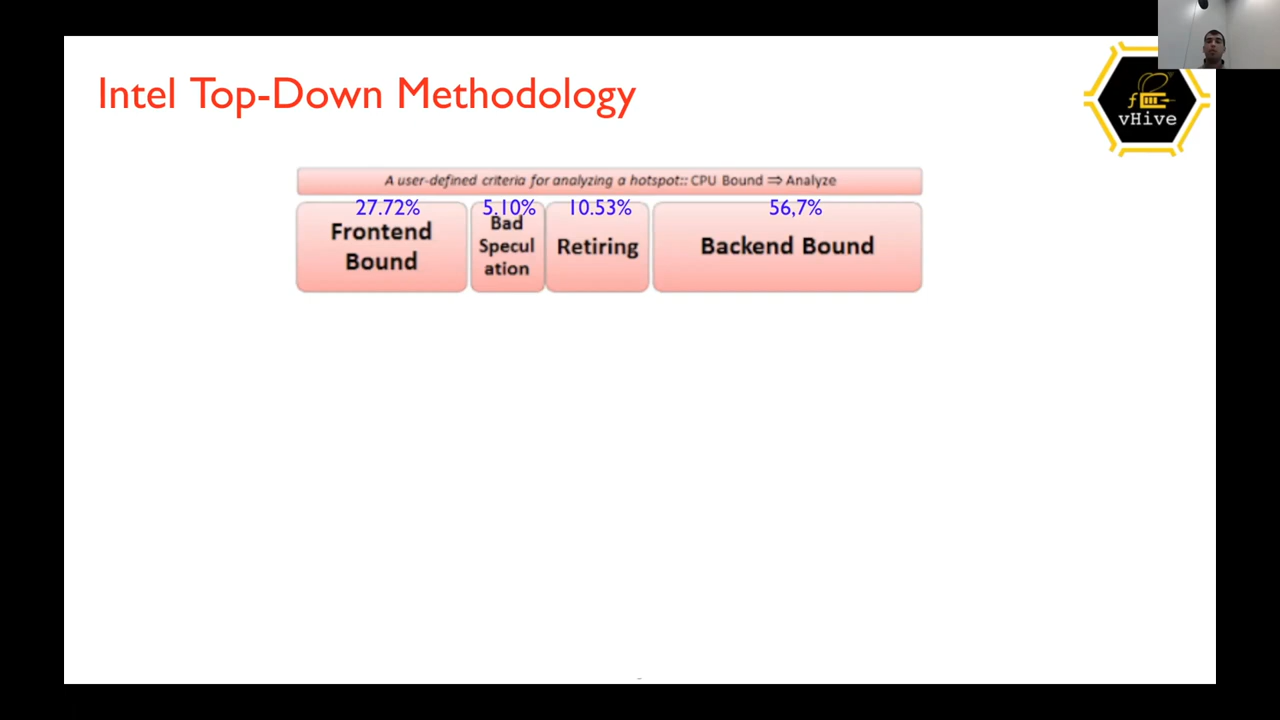 Intel Top-Down Methodology
vHive
A user-defined criteria for analyzing a hotspot:: CPU Bound ⇒ Analyze
27.72%
Frontend
Bound
5.10%
Bad
Specul
ation
10.53%
Retiring
56,7%
Backend Bound